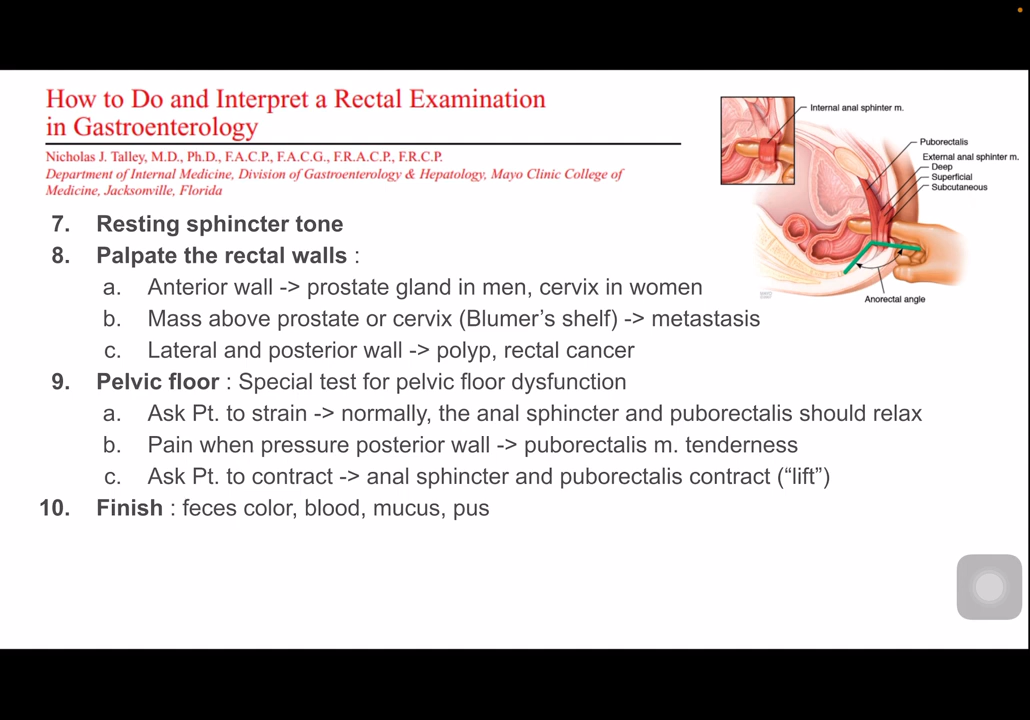 How to Do and Interpret a Rectal Examination
in Gastroenterology
Nicholas J. Talley, M.D., Ph.D., F.A.C.P., F.A.C.G., F.R.A.C.P., F.R.C.P.
Department of Internal Medicine, Division of Gastroenterology & Hepatology, Mayo Clinic College of
Medicine, Jacksonville, Florida
Internal anal sphinter m.
Puborectalis
External anal sphincter m.
Deep
Superficial
Subcutaneous
Anorectal angle
7. Resting sphincter tone
8. Palpate the rectal walls :
a. Anterior wall -> prostate gland in men, cervix in women
b. Mass above prostate or cervix (Blumer’s shelf) -> metastasis
c. Lateral and posterior wall -> polyp, rectal cancer
9. Pelvic floor : Special test for pelvic floor dysfunction
a. Ask Pt. to strain -> normally, the anal sphincter and puborectalis should relax
b. Pain when pressure posterior wall -> puborectalis m. tenderness
c. Ask Pt. to contract -> anal sphincter and puborectalis contract (“lift”)
10. Finish : feces color, blood, mucus, pus